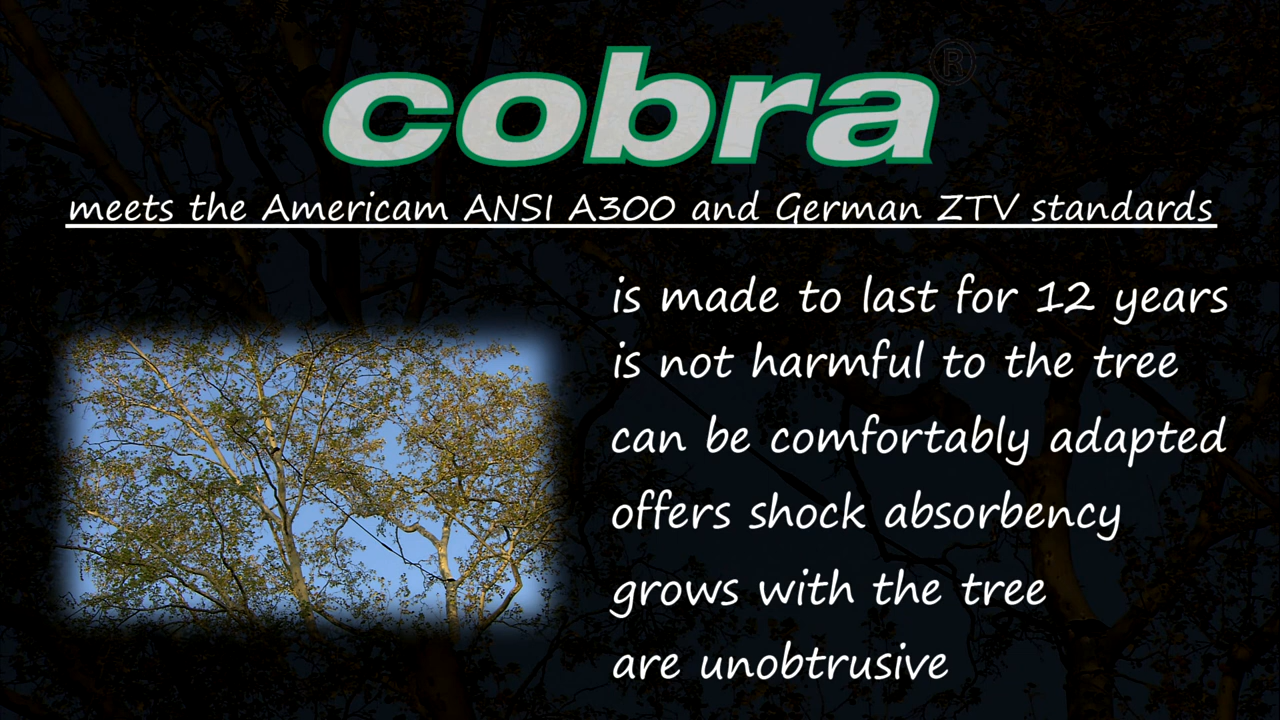 cobra ®
meets the Americam ANSI A300 and German ZTV standards
is made to last for 12 years
is not harmful to the tree
can be comfortably adapted
offers shock absorbency
grows with the tree
are unobtrusive